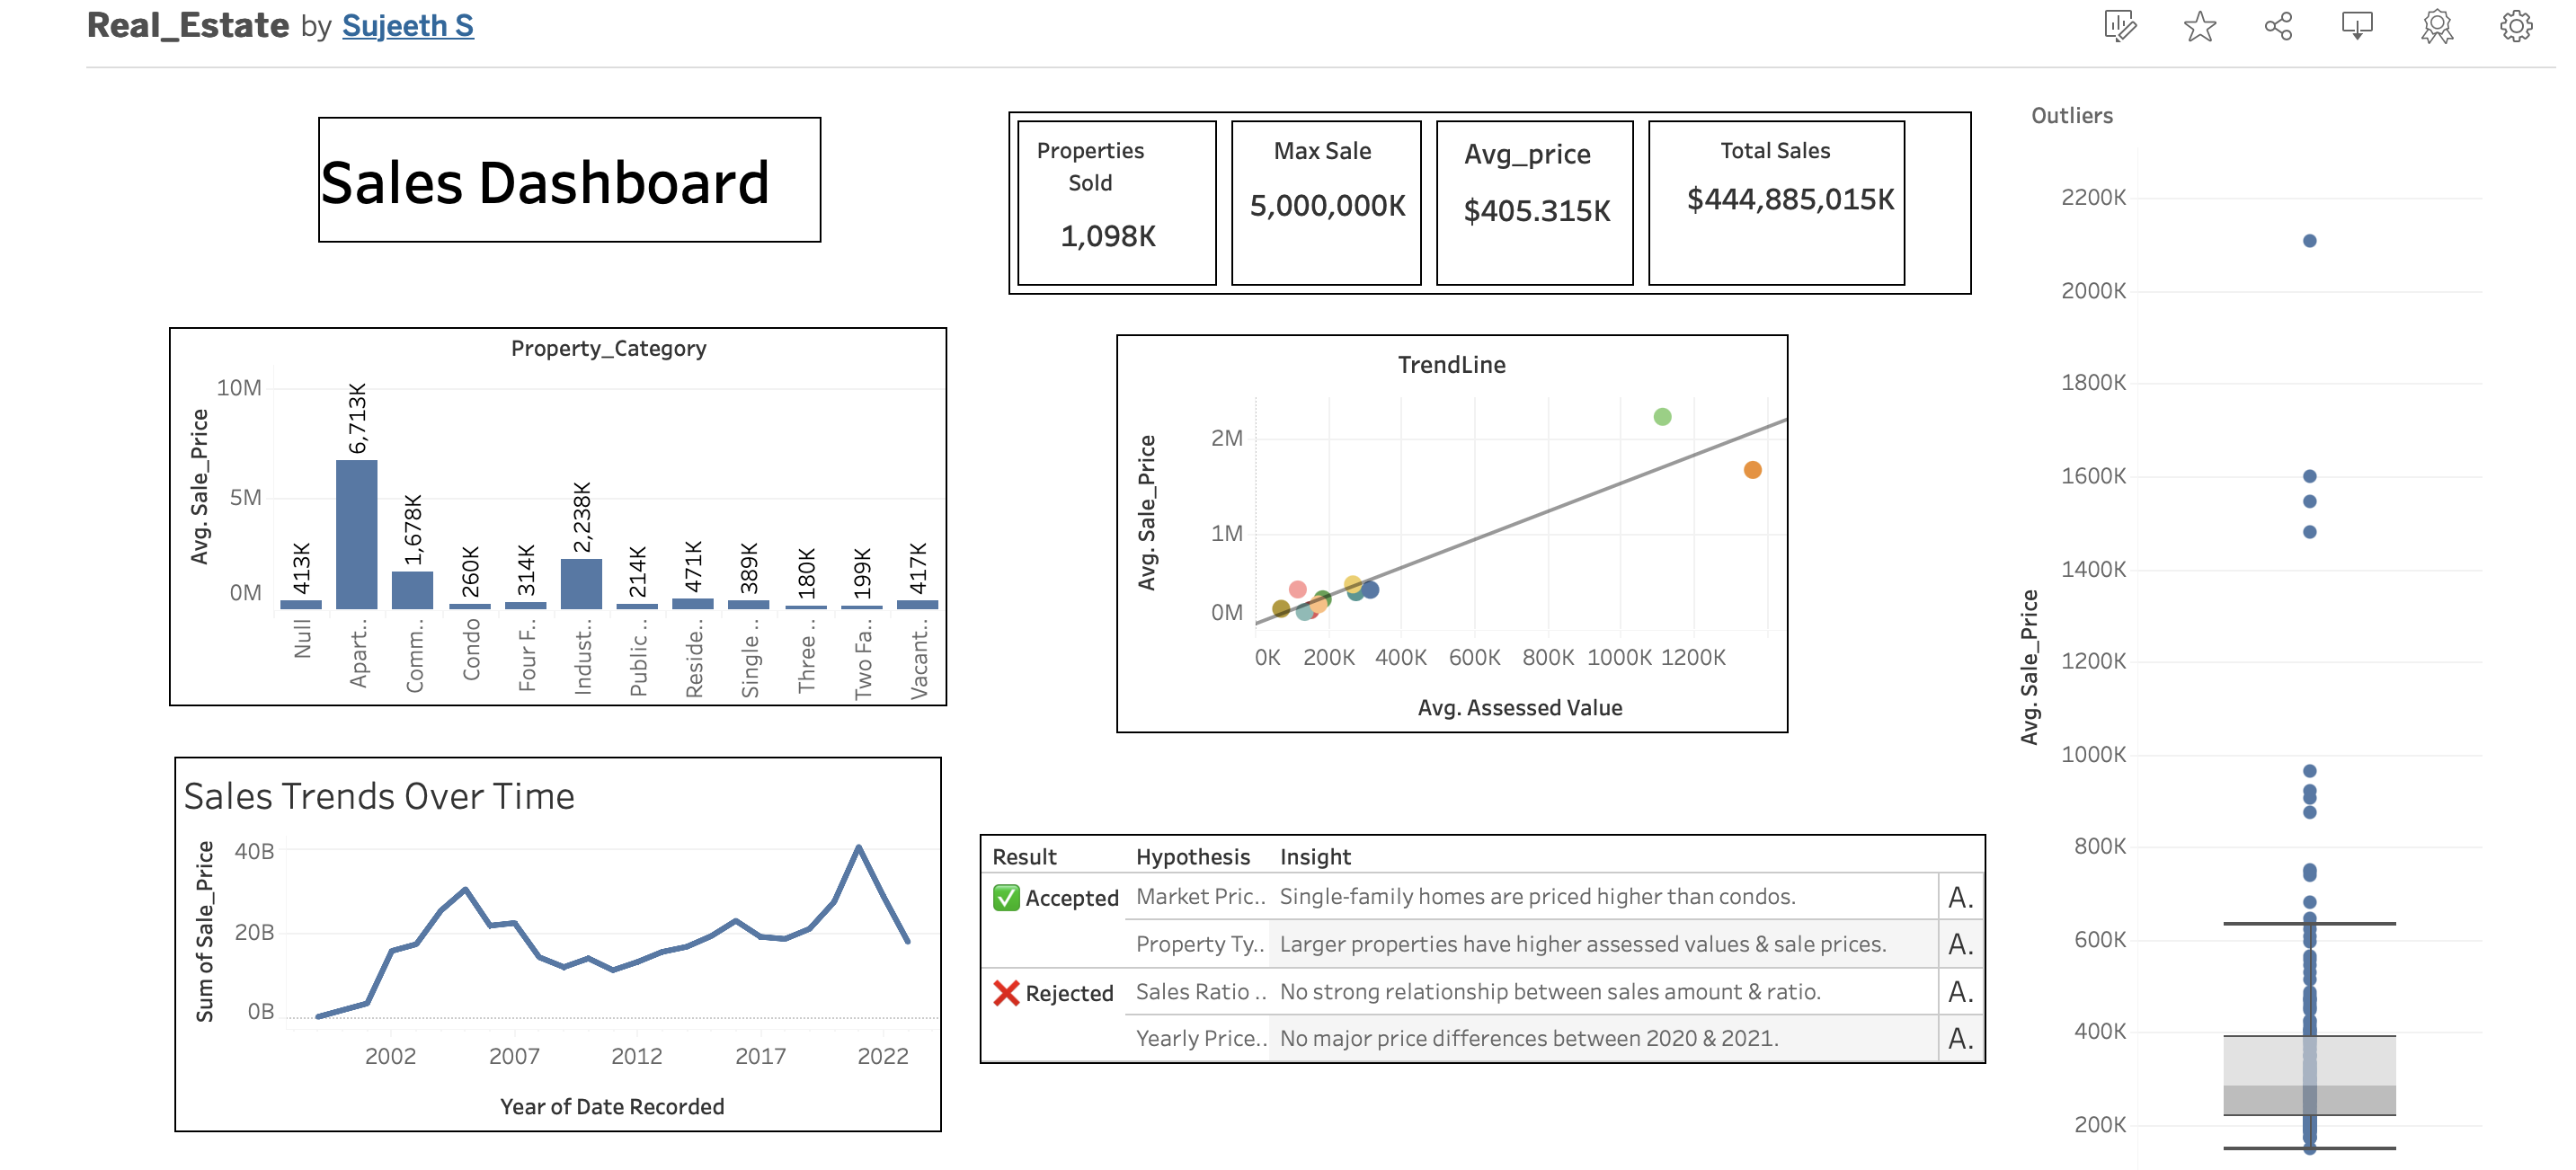 Real_Estate by Sujeeth S
Sales Dashboard
Properties
Sold
1,098K
Max Sale
5,000,000K
Avg_price
$405.315K
Total Sales
$444,885,015K
Property_Category
Avg. Sale_Price
10M
5M
0M
413K
6,713K
1,678K
260K
314K
2,238K
214K
471K
389K
180K
199K
417K
Null
Apart..
Comm..
Condo
Four F..
Indust..
Public ..
Reside..
Single ..
Three ..
Two Fa..
Vacant..
TrendLine
Avg. Sale_Price
2M
1M
0M
0K 200K 400K 600K 800K 1000K 1200K
Avg. Assessed Value
Sales Trends Over Time
Sum of Sale_Price
40B
20B
0B
2002 2007 2012 2017 2022
Year of Date Recorded
Result Hypothesis Insight
✅ Accepted Market Pric.. Single-family homes are priced higher than condos. A.
Property Ty.. Larger properties have higher assessed values & sale prices. A.
❌ Rejected Sales Ratio .. No strong relationship between sales amount & ratio. A.
Yearly Price.. No major price differences between 2020 & 2021. A.
Outliers
Avg. Sale_Price
2200K
2000K
1800K
1600K
1400K
1200K
1000K
800K
600K
400K
200K